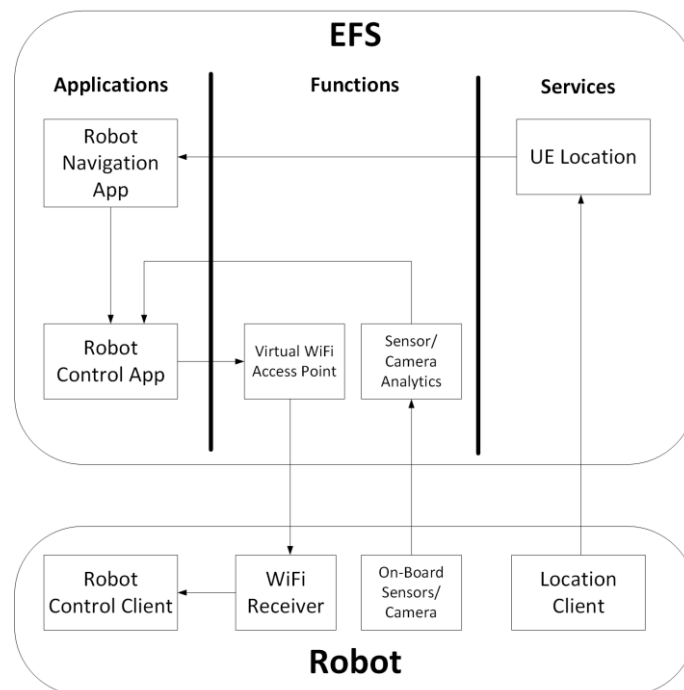 EFS
Applications
Functions
Services
Robot
Navigation
App
UE Location
Robot
Control App
Virtual WiFi
Access Point
Sensor/
Camera
Analytics
Robot
Control Client
WiFi
Receiver
On-Board
Sensors/
Camera
Location
Client
Robot